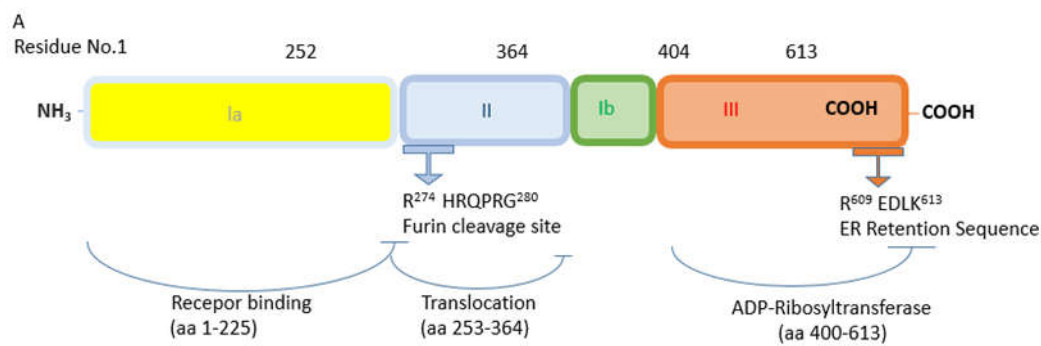 A
Residue No.1 252 364 404 613
NH₃ Ia II Ib III COOH COOH
R²⁷⁴ HRQPRG²⁸⁰ R⁶⁰⁹ EDLK⁶¹³
Furin cleavage site ER Retention Sequence
Recepor binding Translocation ADP-Ribosyltransferase
(aa 1-225) (aa 253-364) (aa 400-613)